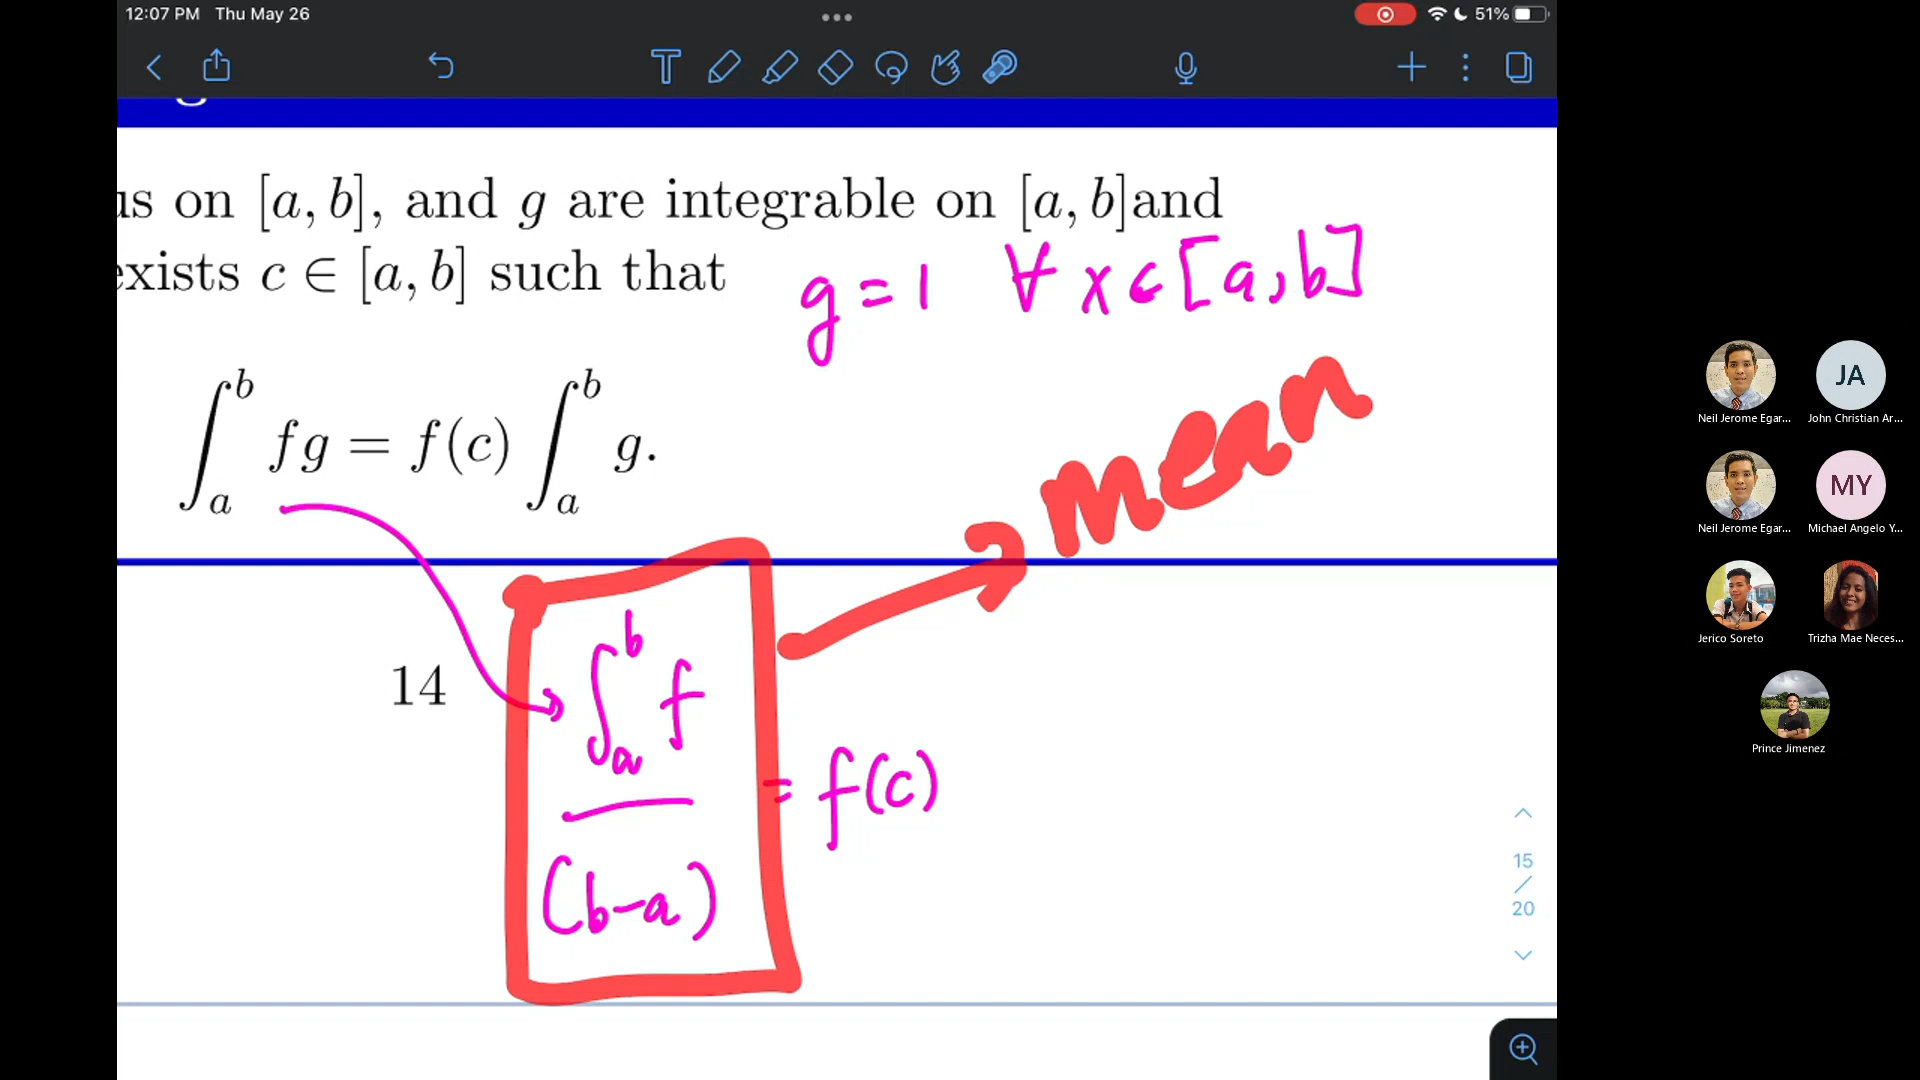 12:07 PM Thu May 26
51%
us on [a, b], and g are integrable on [a, b]and
exists c ∈ [a, b] such that
g = 1 ∀ x ∈ [a, b]
∫_a^b fg = f(c) ∫_a^b g.
mean
14
∫_a^b f
= f(c)
(b-a)
15
/
20
Neil Jerome Egar...
JA
John Christian Ar...
Neil Jerome Egar...
MY
Michael Angelo Y...
Jerico Soreto
Trizha Mae Neces...
Prince Jimenez